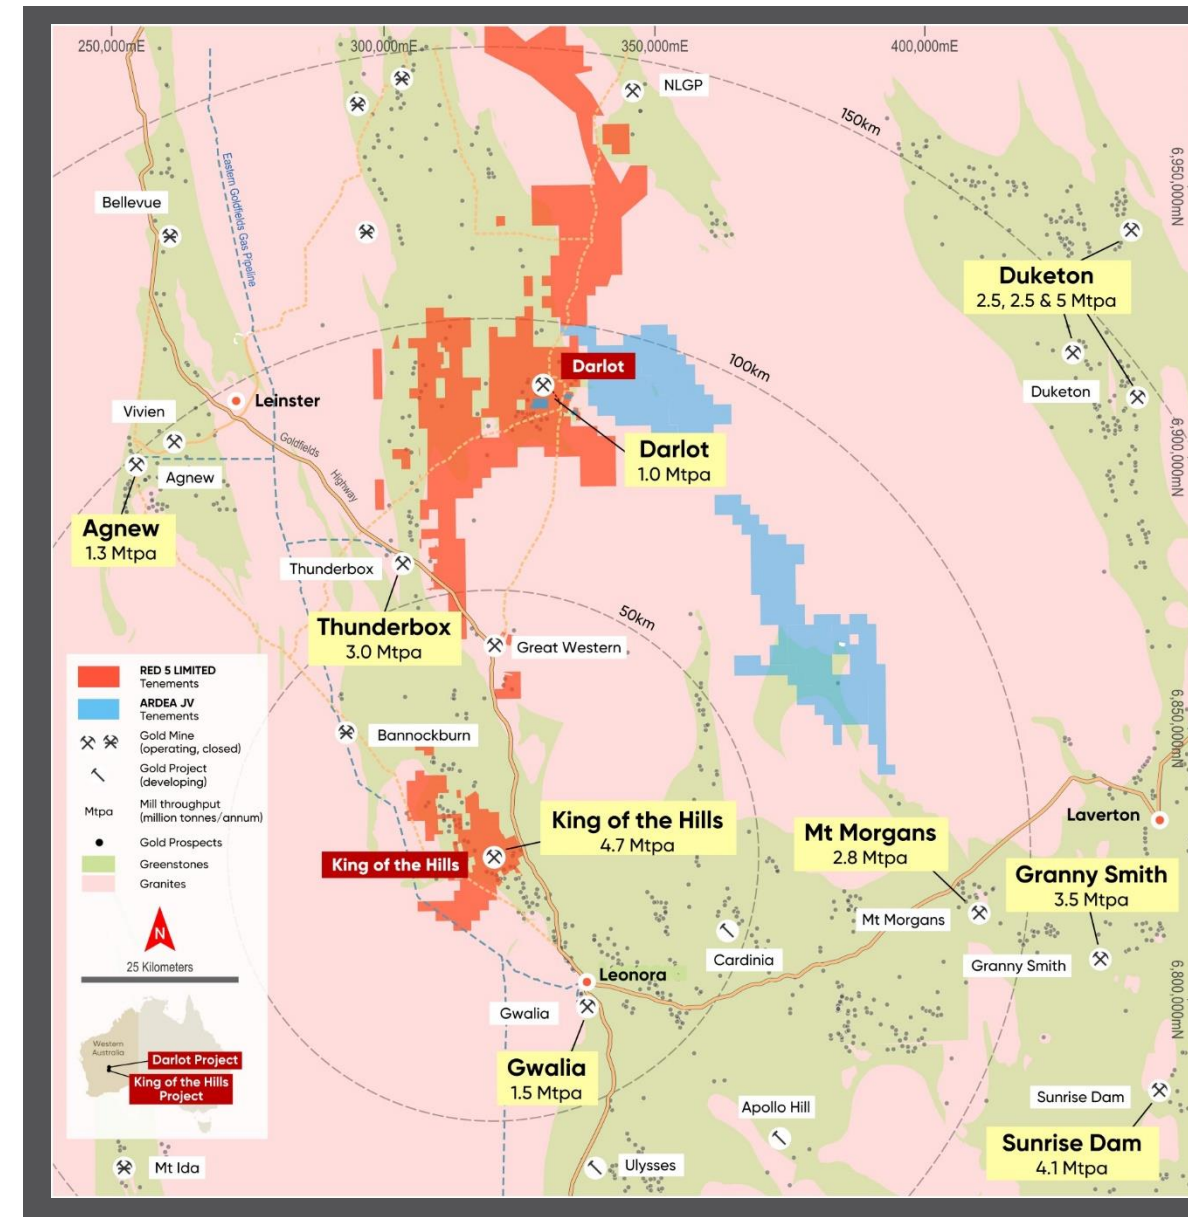 250,000mE
300,000mE
350,000mE
400,000mE
NLGP
150km
6,950,000mN
Eastern Goldfields Gas Pipeline
Bellevue
Duketon
2.5, 2.5 & 5 Mtpa
100km
Darlot
Duketon
Leinster
Vivien
Goldfields
Highway
Darlot
1.0 Mtpa
6,900,000mN
Agnew
Agnew
1.3 Mtpa
Thunderbox
50km
Thunderbox
3.0 Mtpa
Great Western
RED 5 LIMITED
Tenements
ARDEA JV
Tenements
Gold Mine
(operating, closed)
Gold Project
(developing)
Mtpa
Mill throughput
(million tonnes/annum)
Gold Prospects
Greenstones
Granites
N
25 Kilometers
Western
Australia
Darlot Project
King of the Hills
Project
6,850,000mN
Bannockburn
King of the Hills
4.7 Mtpa
King of the Hills
Laverton
Mt Morgans
2.8 Mtpa
Granny Smith
3.5 Mtpa
Mt Morgans
Cardinia
Granny Smith
Leonora
6,800,000mN
Gwalia
Gwalia
1.5 Mtpa
Sunrise Dam
Apollo Hill
Sunrise Dam
4.1 Mtpa
Mt Ida
Ulysses